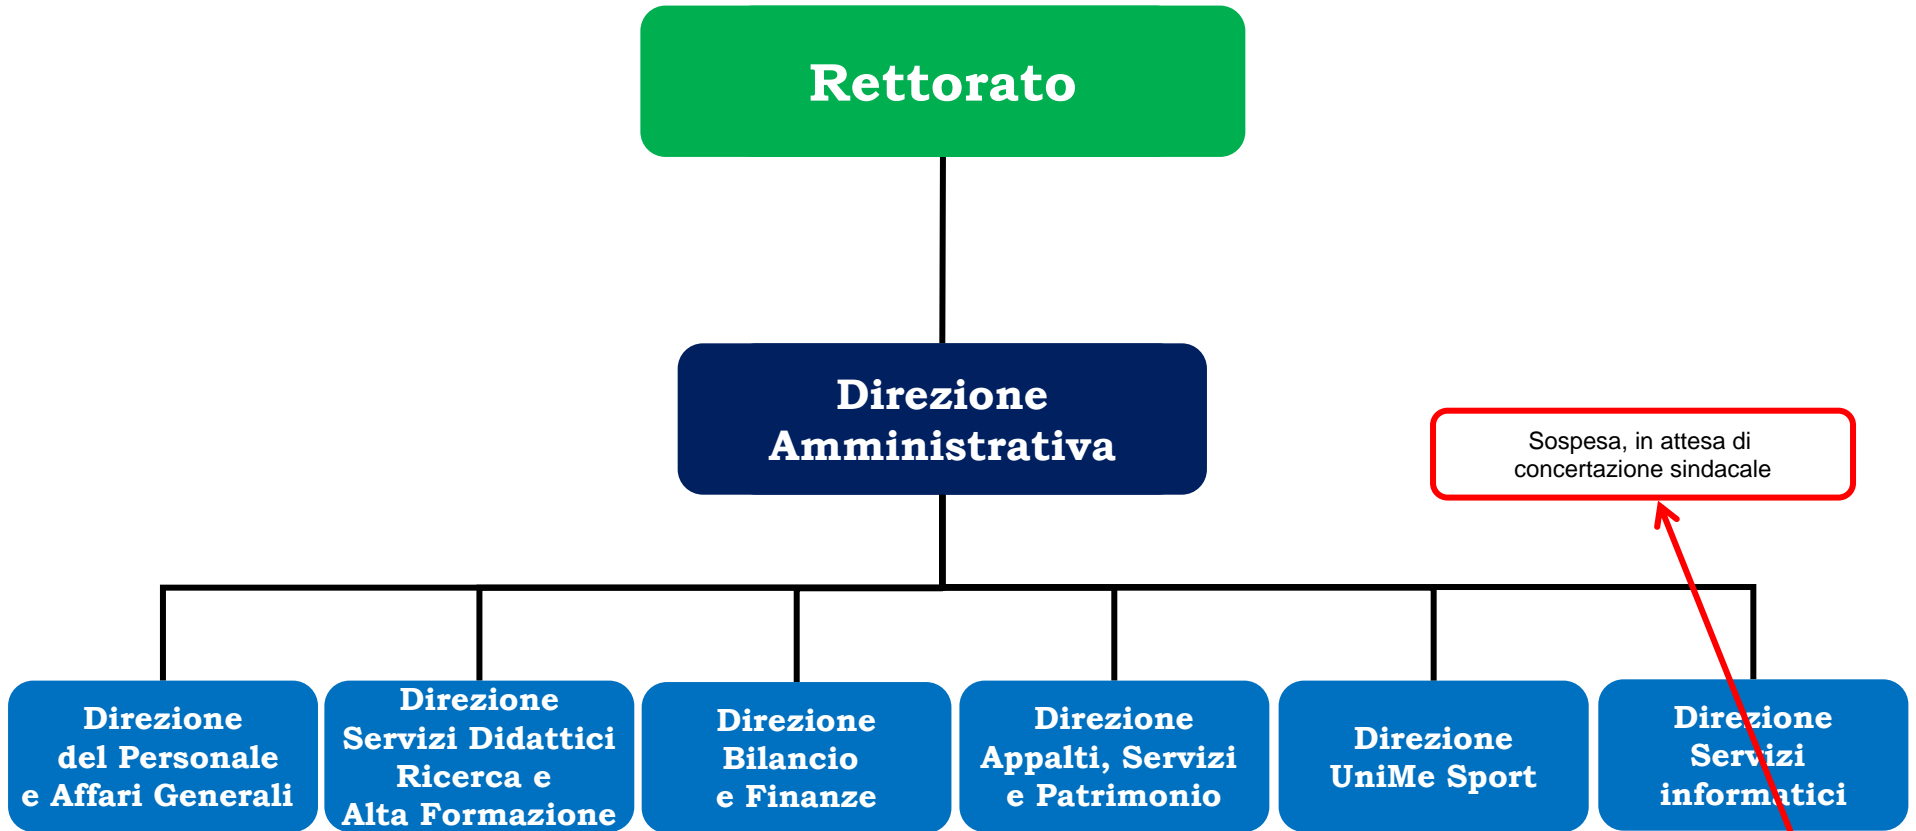 Rettorato
Direzione
Amministrativa
Sospesa, in attesa di
concertazione sindacale
Direzione
del Personale
e Affari Generali
Direzione
Servizi Didattici
Ricerca e
Alta Formazione
Direzione
Bilancio
e Finanze
Direzione
Appalti, Servizi
e Patrimonio
Direzione
UniMe Sport
Direzione
Servizi
informatici